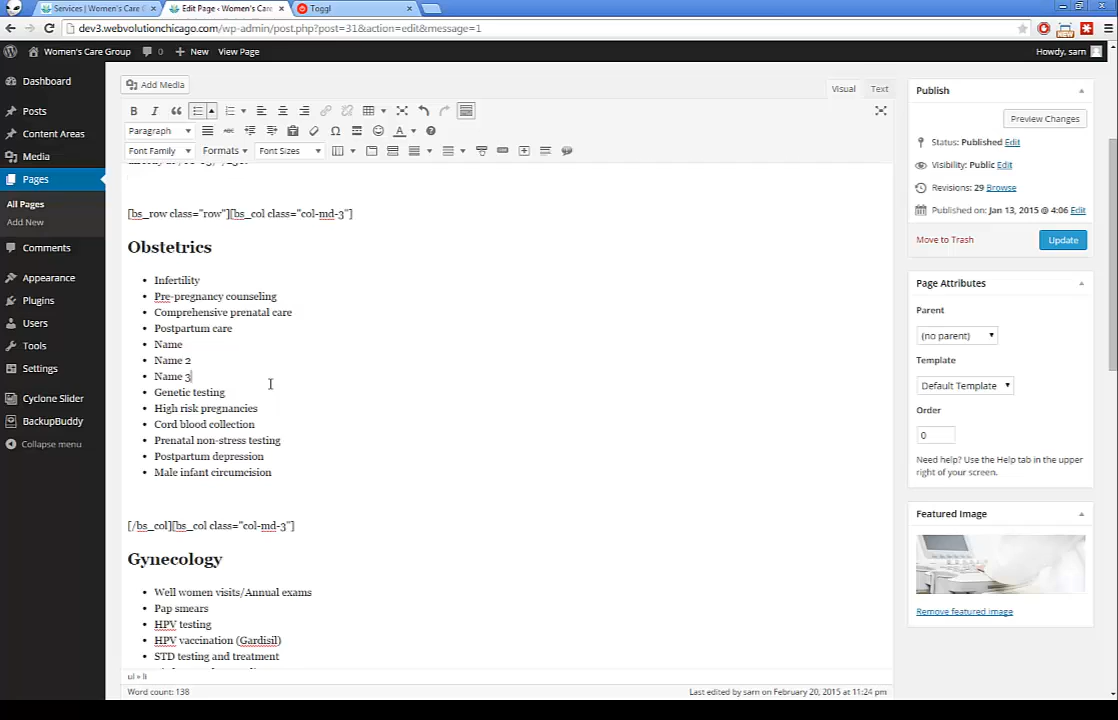 Services | Women's Care G
Edit Page ‹ Women's Care
Toggl
dev3.webvolutionchicago.com/wp-admin/post.php?post=31&action=edit&message=1
Women's Care Group
0
New
View Page
Howdy, sarn
Dashboard
Posts
Content Areas
Media
Pages
All Pages
Add New
Comments
Appearance
Plugins
Users
Tools
Settings
Cyclone Slider
BackupBuddy
Collapse menu
Add Media
Visual
Text
Paragraph
ABC
Font Family
Formats
Font Sizes
[bs_row class="row"][bs_col class="col-md-3"]
Obstetrics
Infertility
Pre-pregnancy counseling
Comprehensive prenatal care
Postpartum care
Name
Name 2
Name 3
Genetic testing
High risk pregnancies
Cord blood collection
Prenatal non-stress testing
Postpartum depression
Male infant circumcision
[/bs_col][bs_col class="col-md-3"]
Gynecology
Well women visits/Annual exams
Pap smears
HPV testing
HPV vaccination (Gardisil)
STD testing and treatment
ul » li
Word count: 138
Last edited by sarn on February 20, 2015 at 11:24 pm
Publish
Preview Changes
Status: Published Edit
Visibility: Public Edit
Revisions: 29 Browse
Published on: Jan 13, 2015 @ 4:06 Edit
Move to Trash
Update
Page Attributes
Parent
(no parent)
Template
Default Template
Order
0
Need help? Use the Help tab in the upper
right of your screen.
Featured Image
Remove featured image